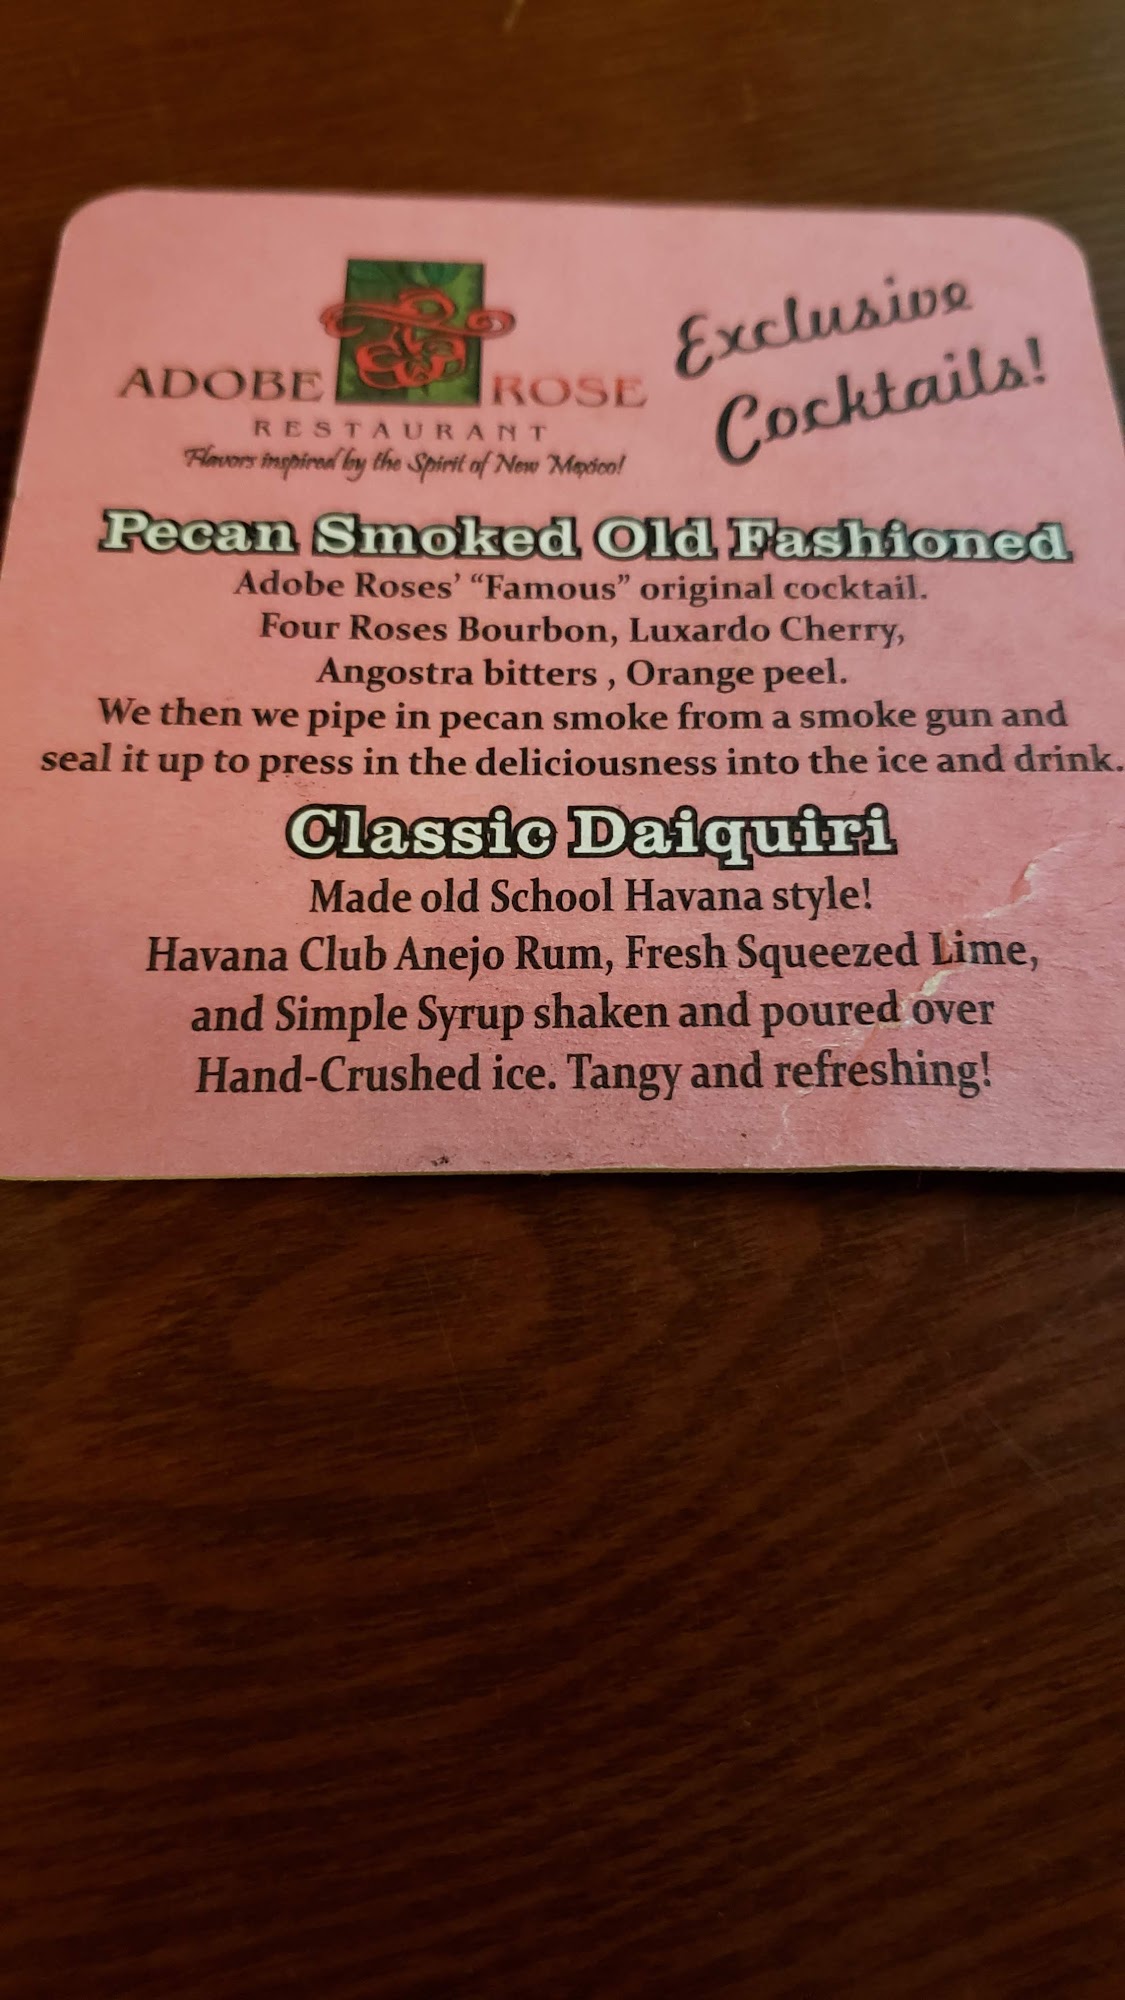 ADOBE ROSE
RESTAURANT
Flavors inspired by the Spirit of New Mexico!
Exclusive
Cocktails!
Pecan Smoked Old Fashioned
Adobe Roses' “Famous” original cocktail.
Four Roses Bourbon, Luxardo Cherry,
Angostra bitters , Orange peel.
We then we pipe in pecan smoke from a smoke gun and
seal it up to press in the deliciousness into the ice and drink.
Classic Daiquiri
Made old School Havana style!
Havana Club Anejo Rum, Fresh Squeezed Lime,
and Simple Syrup shaken and poured over
Hand-Crushed ice. Tangy and refreshing!